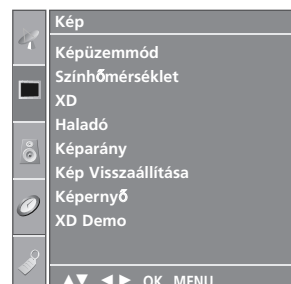 Kép
Képüzemmód
Színhőmérséklet
XD
Haladó
Képarány
Kép Visszaállítása
Képernyő
XD Demo
▲▼ ◄► OK MENU